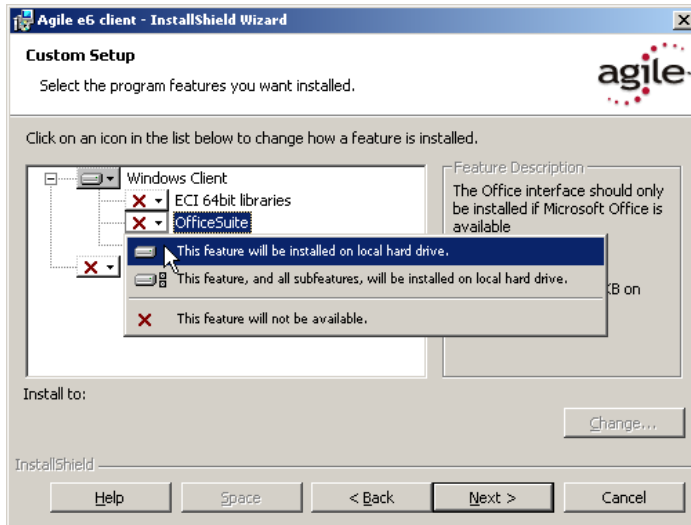 Agile e6 client - InstallShield Wizard
Custom Setup
Select the program features you want installed.
agile
Click on an icon in the list below to change how a feature is installed.
Windows Client
ECI 64bit libraries
OfficeSuite
Feature Description
The Office interface should only
be installed if Microsoft Office is
available
This feature will be installed on local hard drive.
This feature, and all subfeatures, will be installed on local hard drive.
This feature will not be available.
KB on
Install to:
Change...
InstallShield
Help
Space
< Back
Next >
Cancel